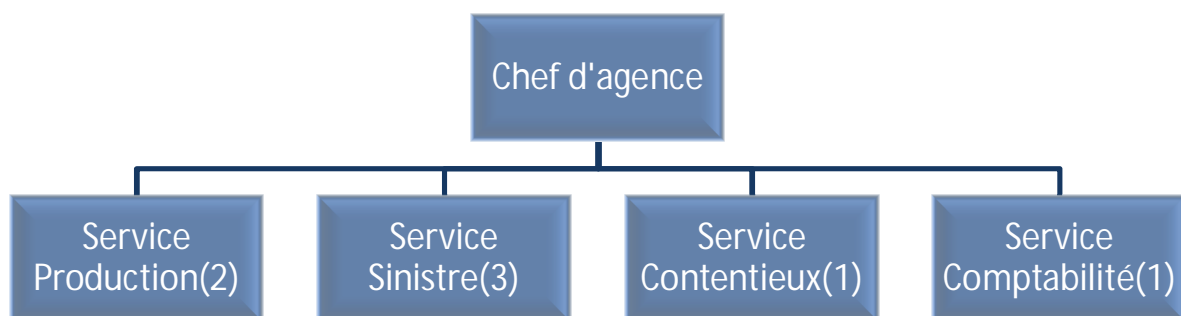 Chef d'agence
Service
Production(2)
Service
Sinistre(3)
Service
Contentieux(1)
Service
Comptabilité(1)